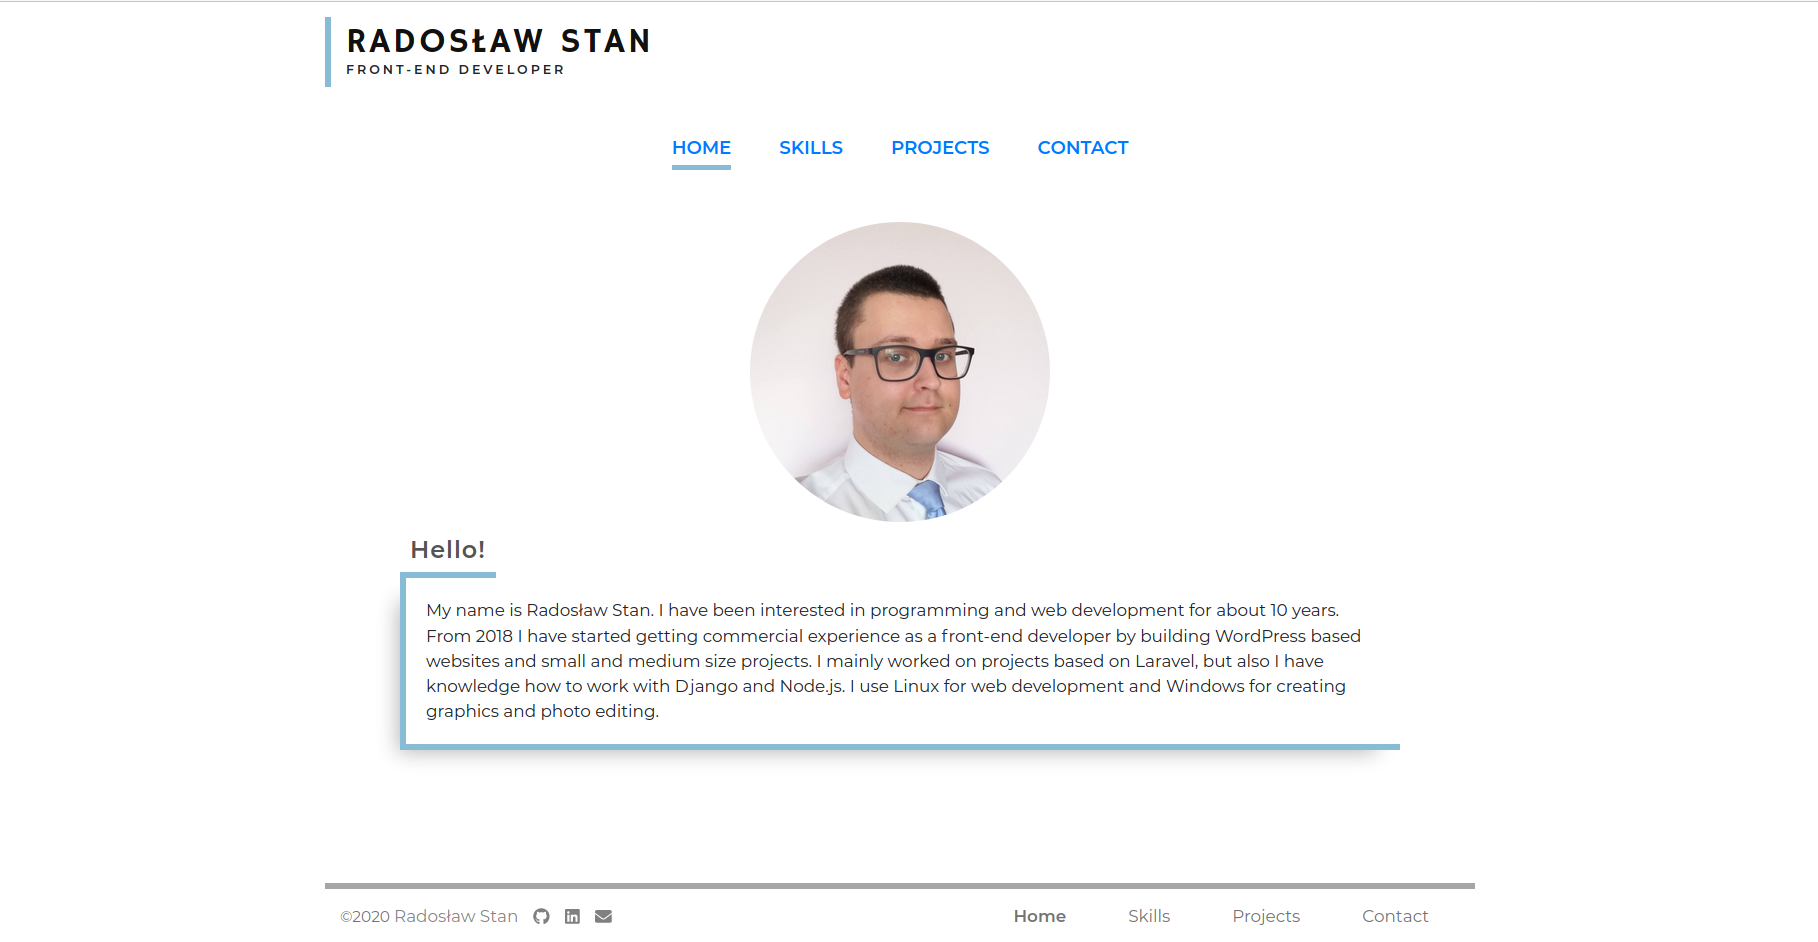 RADOSŁAW STAN
FRONT-END DEVELOPER
HOME SKILLS PROJECTS CONTACT
Hello!
My name is Radosław Stan. I have been interested in programming and web development for about 10 years.
From 2018 I have started getting commercial experience as a front-end developer by building WordPress based
websites and small and medium size projects. I mainly worked on projects based on Laravel, but also I have
knowledge how to work with Django and Node.js. I use Linux for web development and Windows for creating
graphics and photo editing.
©2020 Radosław Stan Home Skills Projects Contact